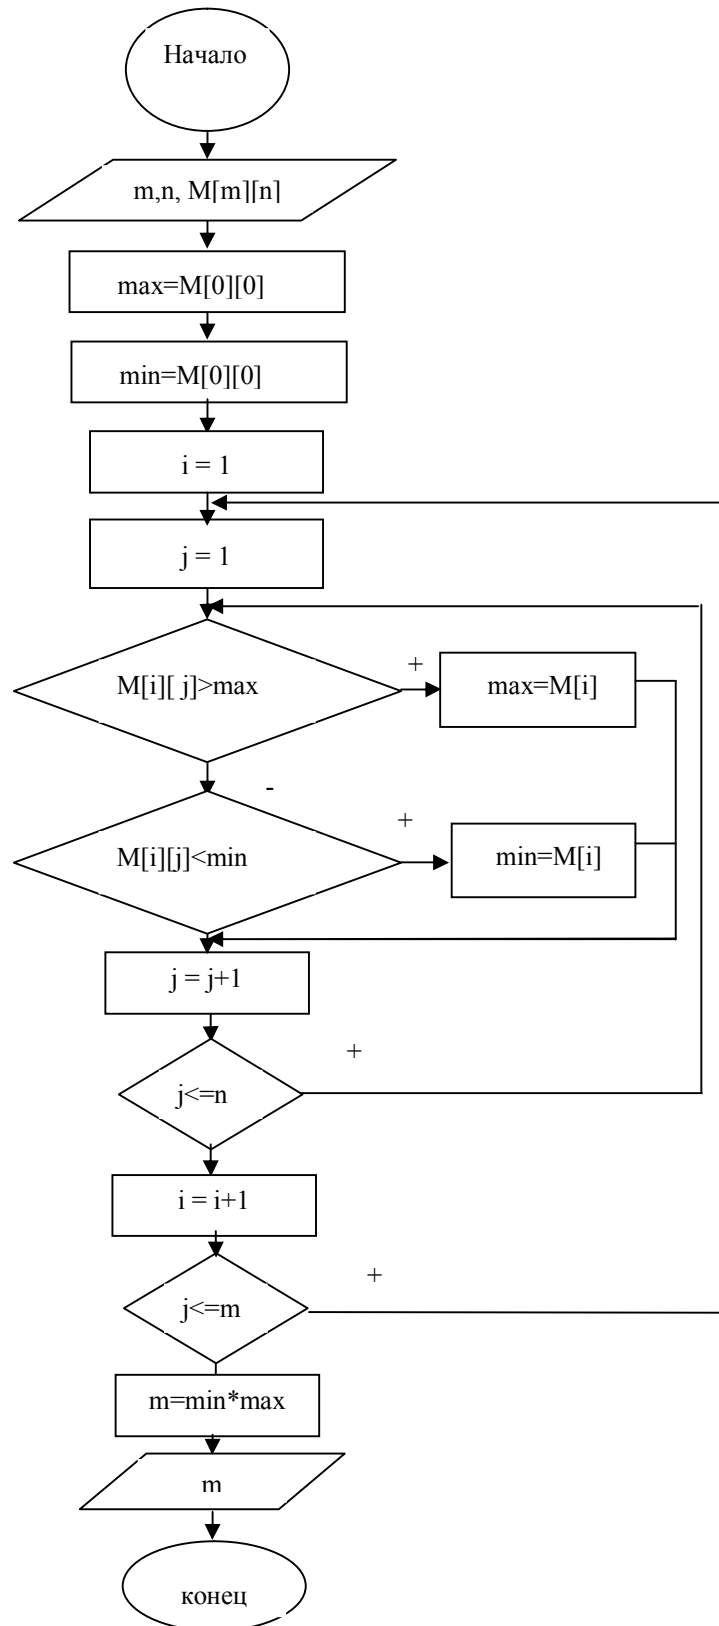 Начало
m,n, M[m][n]
max=M[0][0]
min=M[0][0]
i = 1
j = 1
M[i][ j]>max
+
max=M[i]
-
M[i][j]<min
+
min=M[i]
j = j+1
+
j<=n
i = i+1
+
j<=m
m=min*max
m
конец